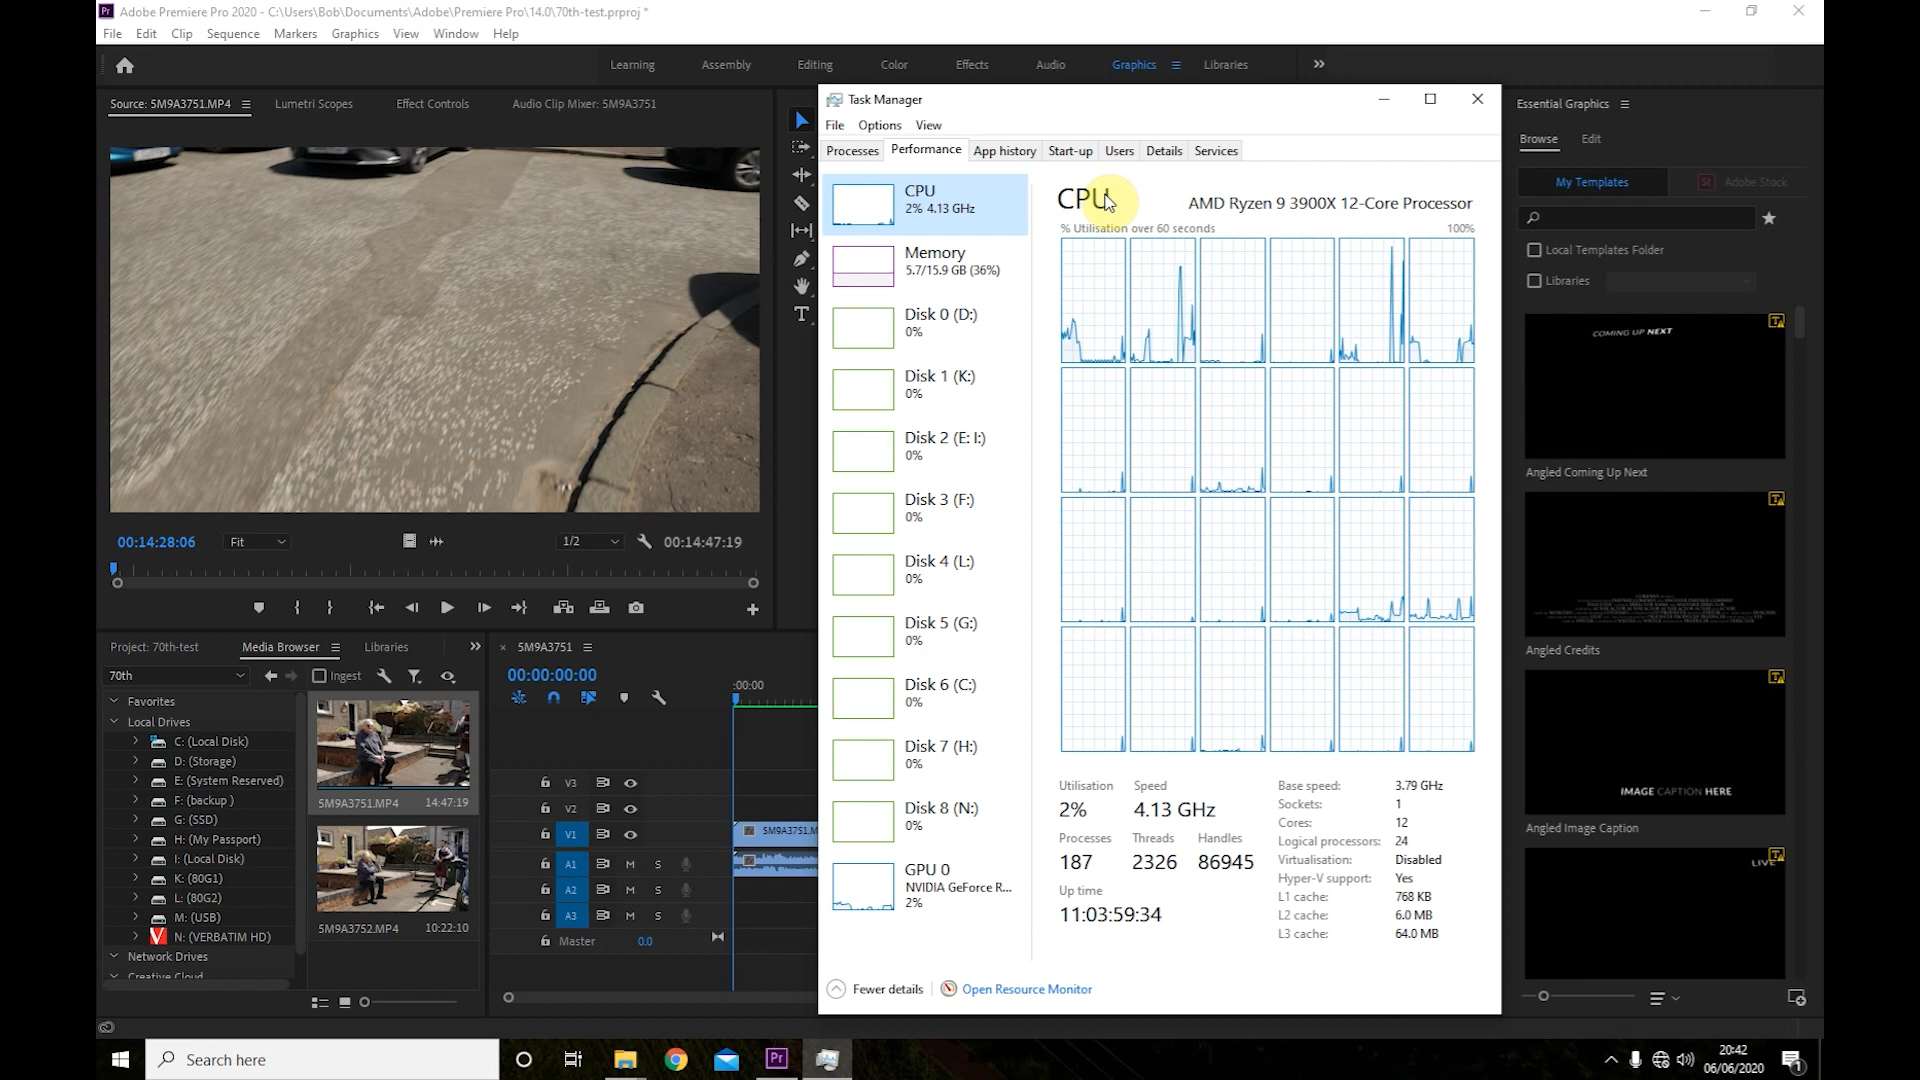 Adobe Premiere Pro 2020 - C:\Users\Bob\Documents\Adobe\Premiere Pro\14.0\70th-test.prproj *
File Edit Clip Sequence Markers Graphics View Window Help
Learning Assembly Editing Color Effects Audio Graphics Libraries
Source: 5M9A3751.MP4 Lumetri Scopes Effect Controls Audio Clip Mixer: 5M9A3751
00:14:28:06 Fit 1/2 00:14:47:19
Project: 70th-test Media Browser Libraries
70th Ingest
Favorites
Local Drives
C: (Local Disk)
D: (Storage)
E: (System Reserved)
F: (backup )
G: (SSD)
H: (My Passport)
I: (Local Disk)
K: (80G1)
L: (80G2)
M: (USB)
N: (VERBATIM HD)
Network Drives
Creative Cloud
5M9A3751.MP4 14:47:19
5M9A3752.MP4 10:22:10
5M9A3751
00:00:00:00
:00:00
V3
V2
V1 5M9A3751.M
A1 M S
A2 M S
A3 M S
Master 0.0
Task Manager
File Options View
Processes Performance App history Start-up Users Details Services
CPU
2% 4.13 GHz
Memory
5.7/15.9 GB (36%)
Disk 0 (D:)
0%
Disk 1 (K:)
0%
Disk 2 (E: I:)
0%
Disk 3 (F:)
0%
Disk 4 (L:)
0%
Disk 5 (G:)
0%
Disk 6 (C:)
0%
Disk 7 (H:)
0%
Disk 8 (N:)
0%
GPU 0
NVIDIA GeForce R...
2%
CPU AMD Ryzen 9 3900X 12-Core Processor
% Utilisation over 60 seconds 100%
Utilisation Speed
2% 4.13 GHz
Processes Threads Handles
187 2326 86945
Up time
11:03:59:34
Base speed: 3.79 GHz
Sockets: 1
Cores: 12
Logical processors: 24
Virtualisation: Disabled
Hyper-V support: Yes
L1 cache: 768 KB
L2 cache: 6.0 MB
L3 cache: 64.0 MB
Fewer details Open Resource Monitor
Essential Graphics
Browse Edit
My Templates St Adobe Stock
Local Templates Folder
Libraries
COMING UP NEXT
Angled Coming Up Next
Angled Credits
IMAGE CAPTION HERE
Angled Image Caption
LIVE
Search here
Pr
20:42
06/06/2020
1